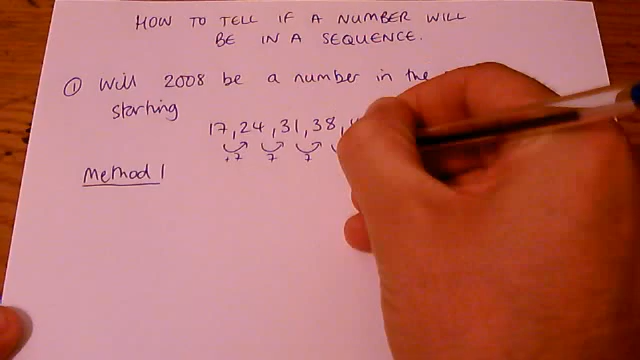 HOW TO TELL IF A NUMBER WILL
BE IN A SEQUENCE.
① Will 2008 be a number in the
starting
17, 24, 31, 38, 4
+7 7 7
Method 1